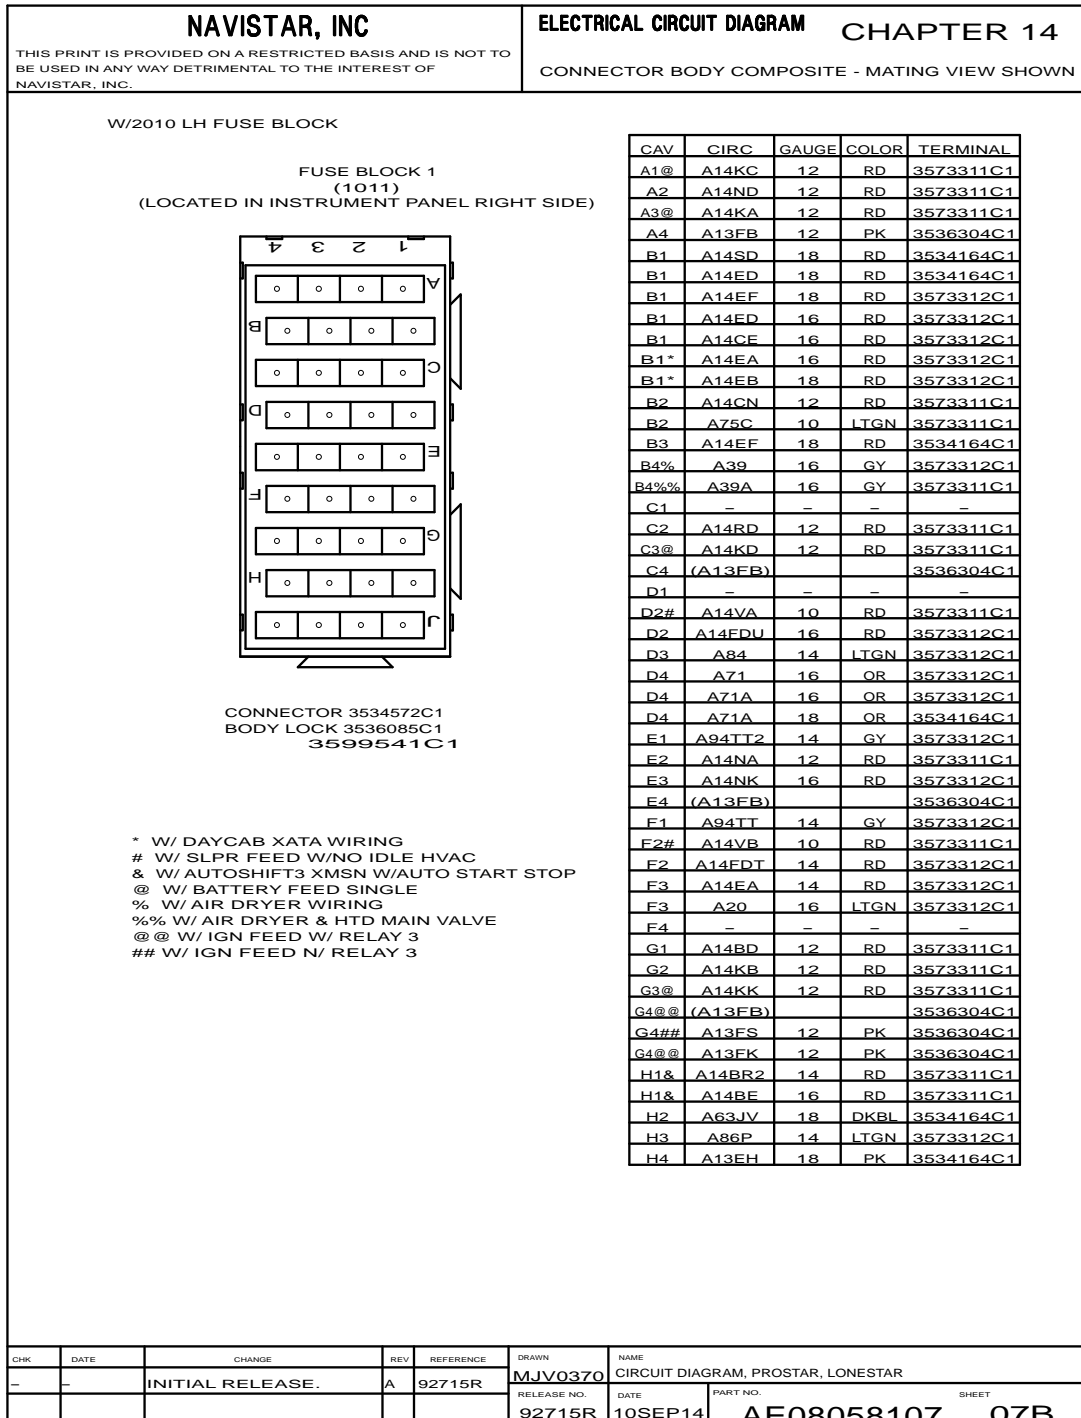 NAVISTAR, INC
THIS PRINT IS PROVIDED ON A RESTRICTED BASIS AND IS NOT TO
BE USED IN ANY WAY DETRIMENTAL TO THE INTEREST OF
NAVISTAR, INC.
ELECTRICAL CIRCUIT DIAGRAM CHAPTER 14
CONNECTOR BODY COMPOSITE - MATING VIEW SHOWN
W/2010 LH FUSE BLOCK
FUSE BLOCK 1
(1011)
(LOCATED IN INSTRUMENT PANEL RIGHT SIDE)
4 3 2 1
A
B
C
D
E
F
G
H
J
CONNECTOR 3534572C1
BODY LOCK 3536085C1
3599541C1
* W/ DAYCAB XATA WIRING
# W/ SLPR FEED W/NO IDLE HVAC
& W/ AUTOSHIFT3 XMSN W/AUTO START STOP
@ W/ BATTERY FEED SINGLE
% W/ AIR DRYER WIRING
%% W/ AIR DRYER & HTD MAIN VALVE
@@ W/ IGN FEED W/ RELAY 3
## W/ IGN FEED N/ RELAY 3
CAV CIRC GAUGE COLOR TERMINAL
A1@ A14KC 12 RD 3573311C1
A2 A14ND 12 RD 3573311C1
A3@ A14KA 12 RD 3573311C1
A4 A13FB 12 PK 3536304C1
B1 A14SD 18 RD 3534164C1
B1 A14ED 18 RD 3534164C1
B1 A14EF 18 RD 3573312C1
B1 A14ED 16 RD 3573312C1
B1 A14CE 16 RD 3573312C1
B1* A14EA 16 RD 3573312C1
B1* A14EB 18 RD 3573312C1
B2 A14CN 12 RD 3573311C1
B2 A75C 10 LTGN 3573311C1
B3 A14EF 18 RD 3534164C1
B4% A39 16 GY 3573312C1
B4%% A39A 16 GY 3573311C1
C1 – – – –
C2 A14RD 12 RD 3573311C1
C3@ A14KD 12 RD 3573311C1
C4 (A13FB) 3536304C1
D1 – – – –
D2# A14VA 10 RD 3573311C1
D2 A14FDU 16 RD 3573312C1
D3 A84 14 LTGN 3573312C1
D4 A71 16 OR 3573312C1
D4 A71A 16 OR 3573312C1
D4 A71A 18 OR 3534164C1
E1 A94TT2 14 GY 3573312C1
E2 A14NA 12 RD 3573311C1
E3 A14NK 16 RD 3573312C1
E4 (A13FB) 3536304C1
F1 A94TT 14 GY 3573312C1
F2# A14VB 10 RD 3573311C1
F2 A14FDT 14 RD 3573312C1
F3 A14EA 14 RD 3573312C1
F3 A20 16 LTGN 3573312C1
F4 – – – –
G1 A14BD 12 RD 3573311C1
G2 A14KB 12 RD 3573311C1
G3@ A14KK 12 RD 3573311C1
G4@@ (A13FB) 3536304C1
G4## A13FS 12 PK 3536304C1
G4@@ A13FK 12 PK 3536304C1
H1& A14BR2 14 RD 3573311C1
H1& A14BE 16 RD 3573311C1
H2 A63JV 18 DKBL 3534164C1
H3 A86P 14 LTGN 3573312C1
H4 A13EH 18 PK 3534164C1
CHK DATE CHANGE REV REFERENCE
– – INITIAL RELEASE. A 92715R
DRAWN
MJV0370
NAME
CIRCUIT DIAGRAM, PROSTAR, LONESTAR
RELEASE NO.
92715R
DATE
10SEP14
PART NO.
AE08058107
SHEET
07B